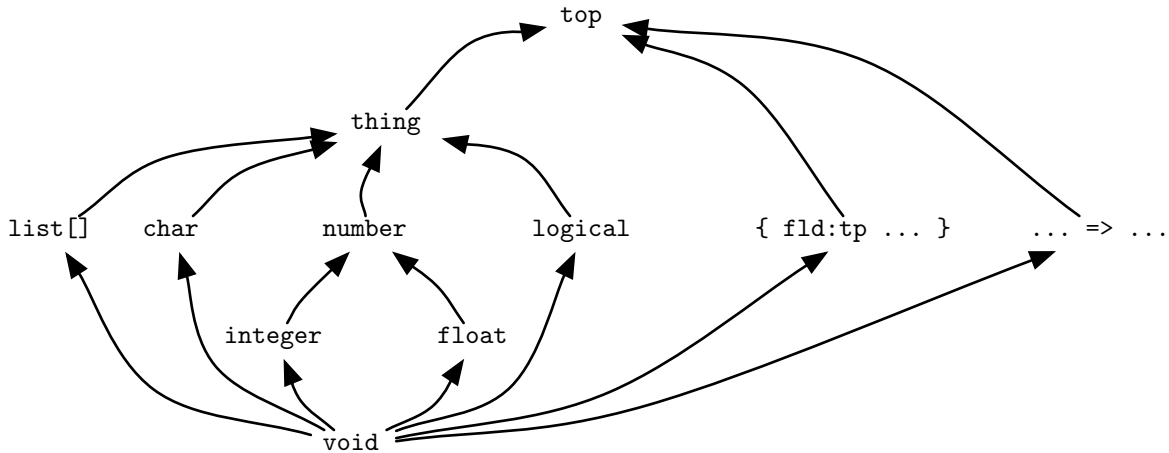 top
thing
list[] char number logical { fld:tp ... } ... => ...
integer float
void